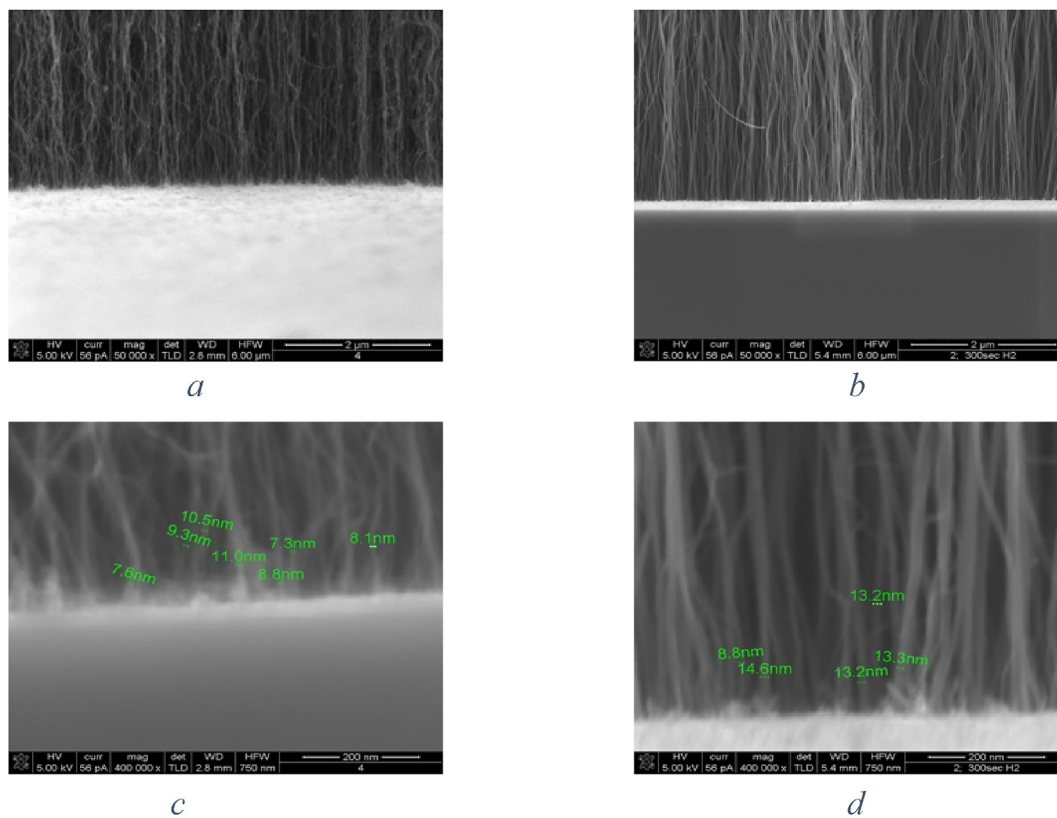 HV curr mag det WD HFW 2 µm
5.00 kV 56 pA 50 000 x TLD 2.8 mm 6.00 µm 4
a
HV curr mag det WD HFW 2 µm
5.00 kV 56 pA 50 000 x TLD 5.4 mm 6.00 µm 2; 300sec H2
b
10.5nm
9.3nm
7.3nm
8.1nm
11.0nm
7.6nm
8.8nm
HV curr mag det WD HFW 200 nm
5.00 kV 56 pA 400 000 x TLD 2.8 mm 750 nm 4
c
13.2nm
8.8nm
13.3nm
14.6nm
13.2nm
HV curr mag det WD HFW 200 nm
5.00 kV 56 pA 400 000 x TLD 5.4 mm 750 nm 2; 300sec H2
d